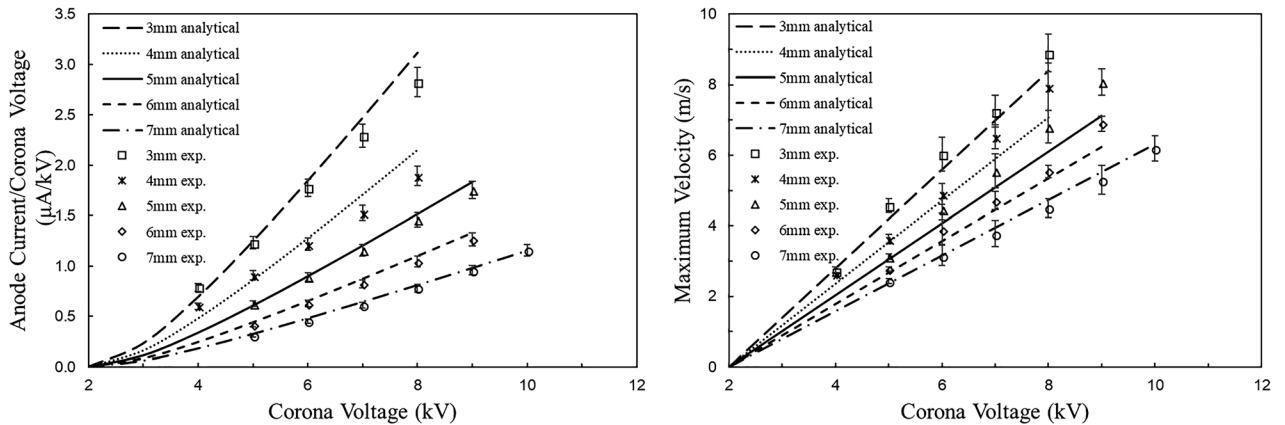 Anode Current/Corona Voltage
(μA/kV)
3.5
3.0
2.5
2.0
1.5
1.0
0.5
0.0
3mm analytical
4mm analytical
5mm analytical
6mm analytical
7mm analytical
3mm exp.
4mm exp.
5mm exp.
6mm exp.
7mm exp.
2 4 6 8 10 12
Corona Voltage (kV)
Maximum Velocity (m/s)
10
8
6
4
2
0
3mm analytical
4mm analytical
5mm analytical
6mm analytical
7mm analytical
3mm exp.
4mm exp.
5mm exp.
6mm exp.
7mm exp.
2 4 6 8 10 12
Corona Voltage (kV)